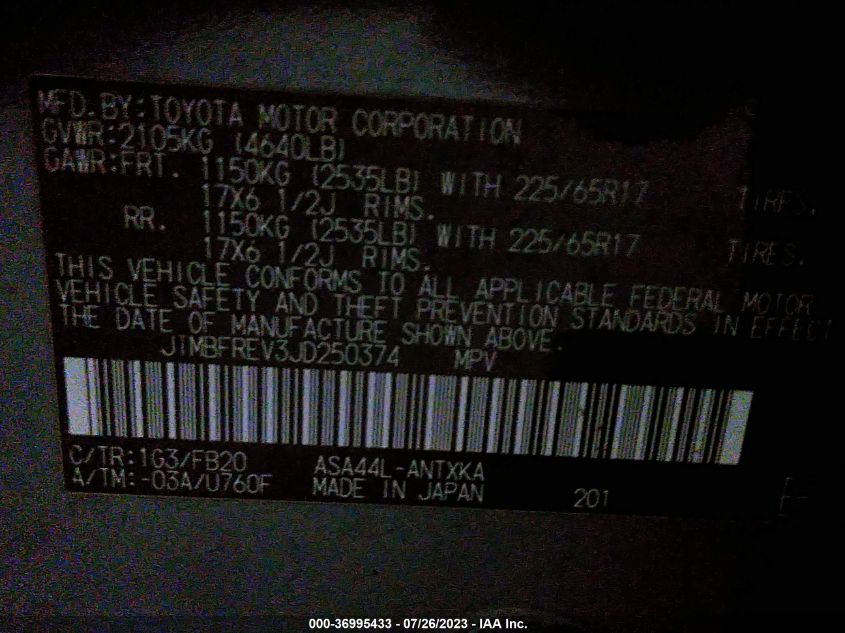 MFD. BY: TOYOTA MOTOR CORPORATION
GVWR: 2105KG (4640LB)
GAWR: FRT. 1150KG (2535LB) WITH 225/65R17 TIRES.
17X6 1/2J RIMS.
RR. 1150KG (2535LB) WITH 225/65R17 TIRES.
17X6 1/2J RIMS.
THIS VEHICLE CONFORMS TO ALL APPLICABLE FEDERAL MOTOR
VEHICLE SAFETY AND THEFT PREVENTION STANDARDS IN EFFECT
THE DATE OF MANUFACTURE SHOWN ABOVE.
JTMBFREV3JD250374 MPV
C/TR: 1G3/FB20 ASA44L-ANTXKA
A/TM: -03A/U760F MADE IN JAPAN 201
000-36995433 - 07/26/2023 - IAA Inc.